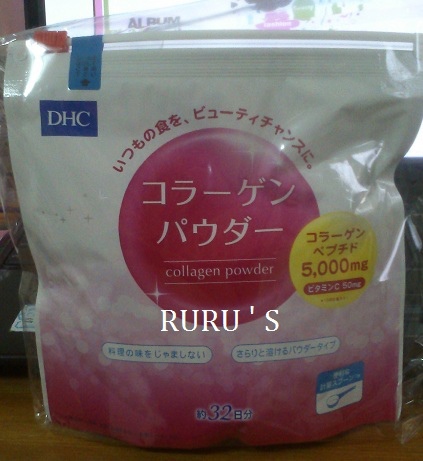 ALBUM
DHC
いつもの食を、ビューティチャンスに。
コラーゲン
パウダー
collagen powder
コラーゲン
ペプチド
5,000mg
ビタミンC 50mg
RURU'S
料理の味をじゃましない
さらりと溶けるパウダータイプ
約32日分